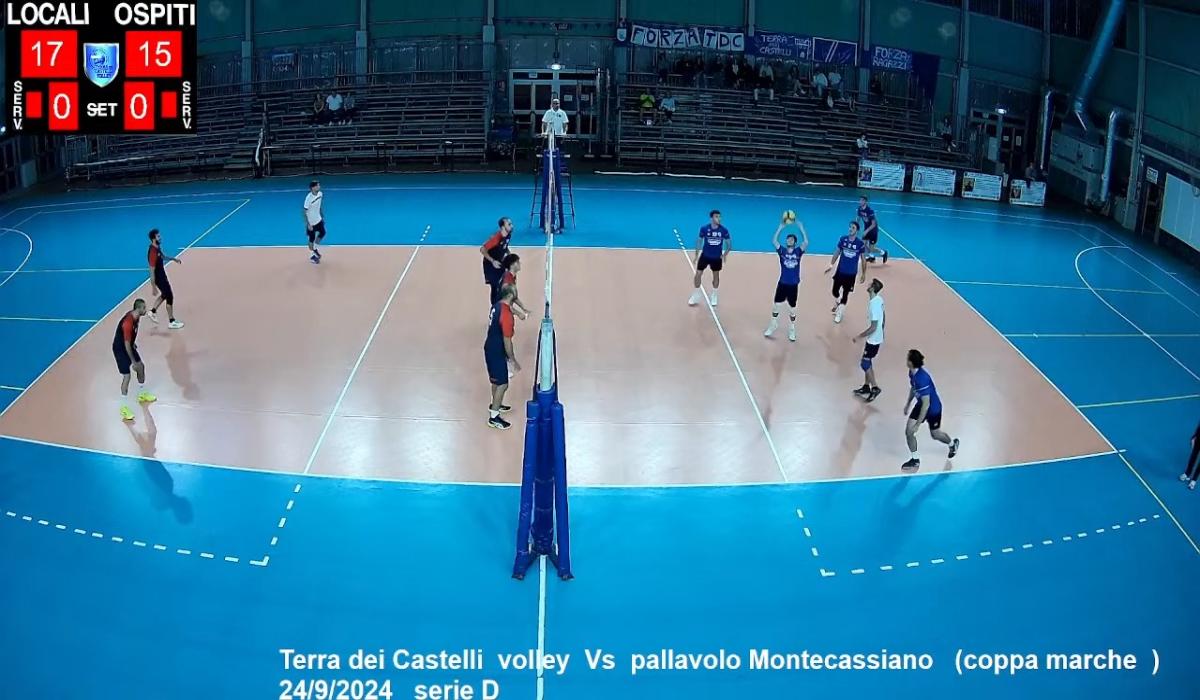 LOCALI OSPITI
17 15
SERV. 0 SET 0 SERV.
FORZA TDC
TERRA
CASTELLI
FORZA
RAGAZZI
Terra dei Castelli volley Vs pallavolo Montecassiano (coppa marche )
24/9/2024 serie D